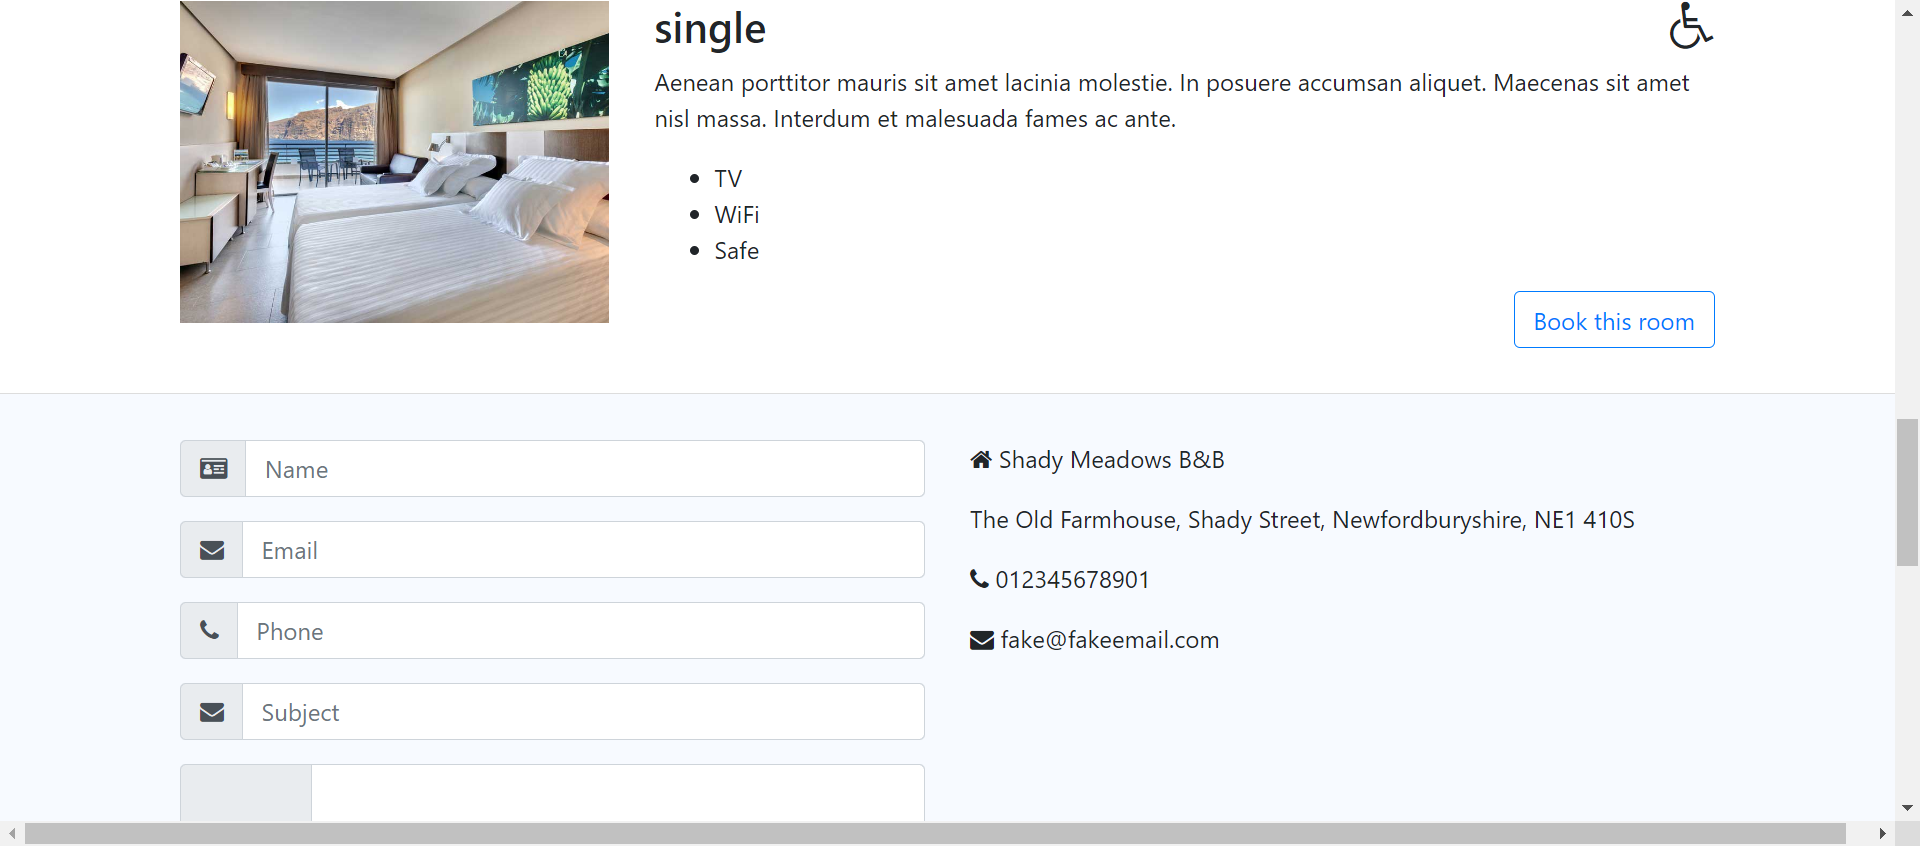 single
Aenean porttitor mauris sit amet lacinia molestie. In posuere accumsan aliquet. Maecenas sit amet
nisl massa. Interdum et malesuada fames ac ante.
TV
WiFi
Safe
Book this room
Name
Email
Phone
Subject
Shady Meadows B&B
The Old Farmhouse, Shady Street, Newfordburyshire, NE1 410S
012345678901
fake@fakeemail.com